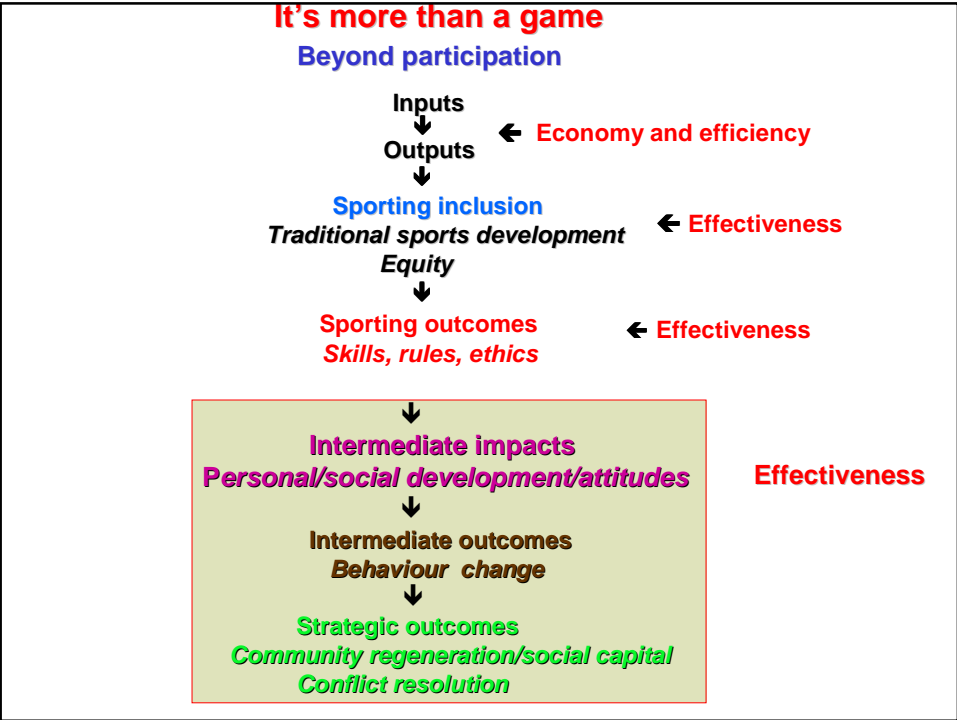 It's more than a game
Beyond participation
Inputs
🡻
🡸 Economy and efficiency
Outputs
🡻
Sporting inclusion
🡸 Effectiveness
Traditional sports development
Equity
🡻
Sporting outcomes
🡸 Effectiveness
Skills, rules, ethics
🡻
Intermediate impacts
Personal/social development/attitudes
Effectiveness
🡻
Intermediate outcomes
Behaviour change
🡻
Strategic outcomes
Community regeneration/social capital
Conflict resolution